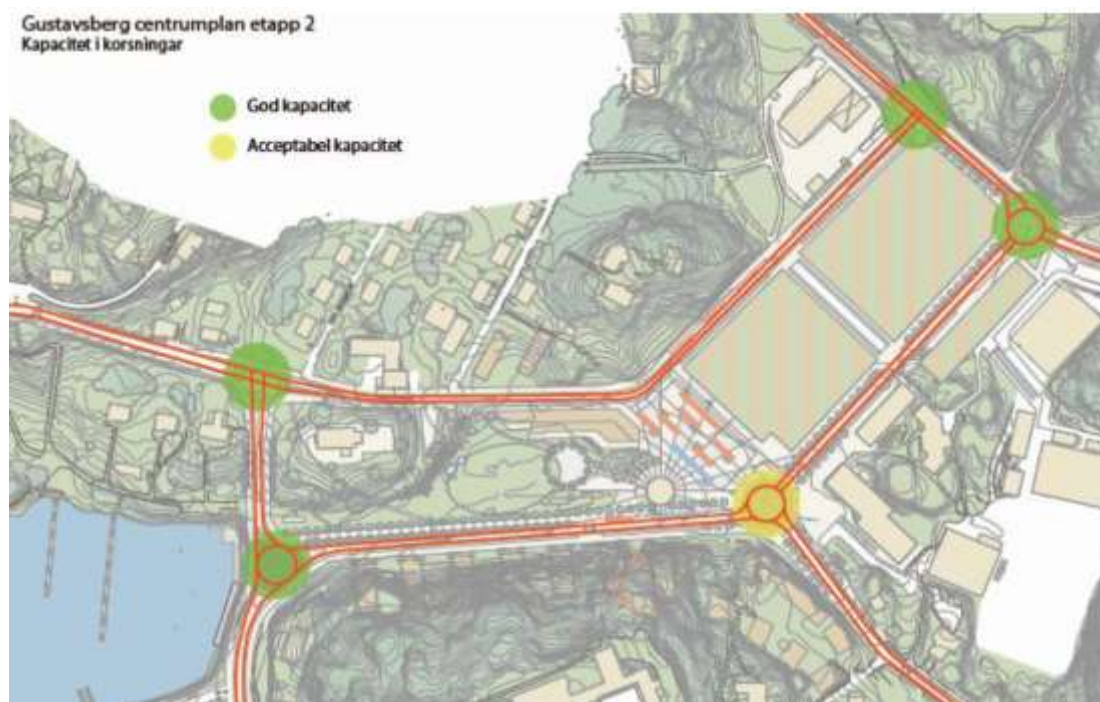 Gustavsberg centrumplan etapp 2
Kapacitet i korsningar
God kapacitet
Acceptabel kapacitet